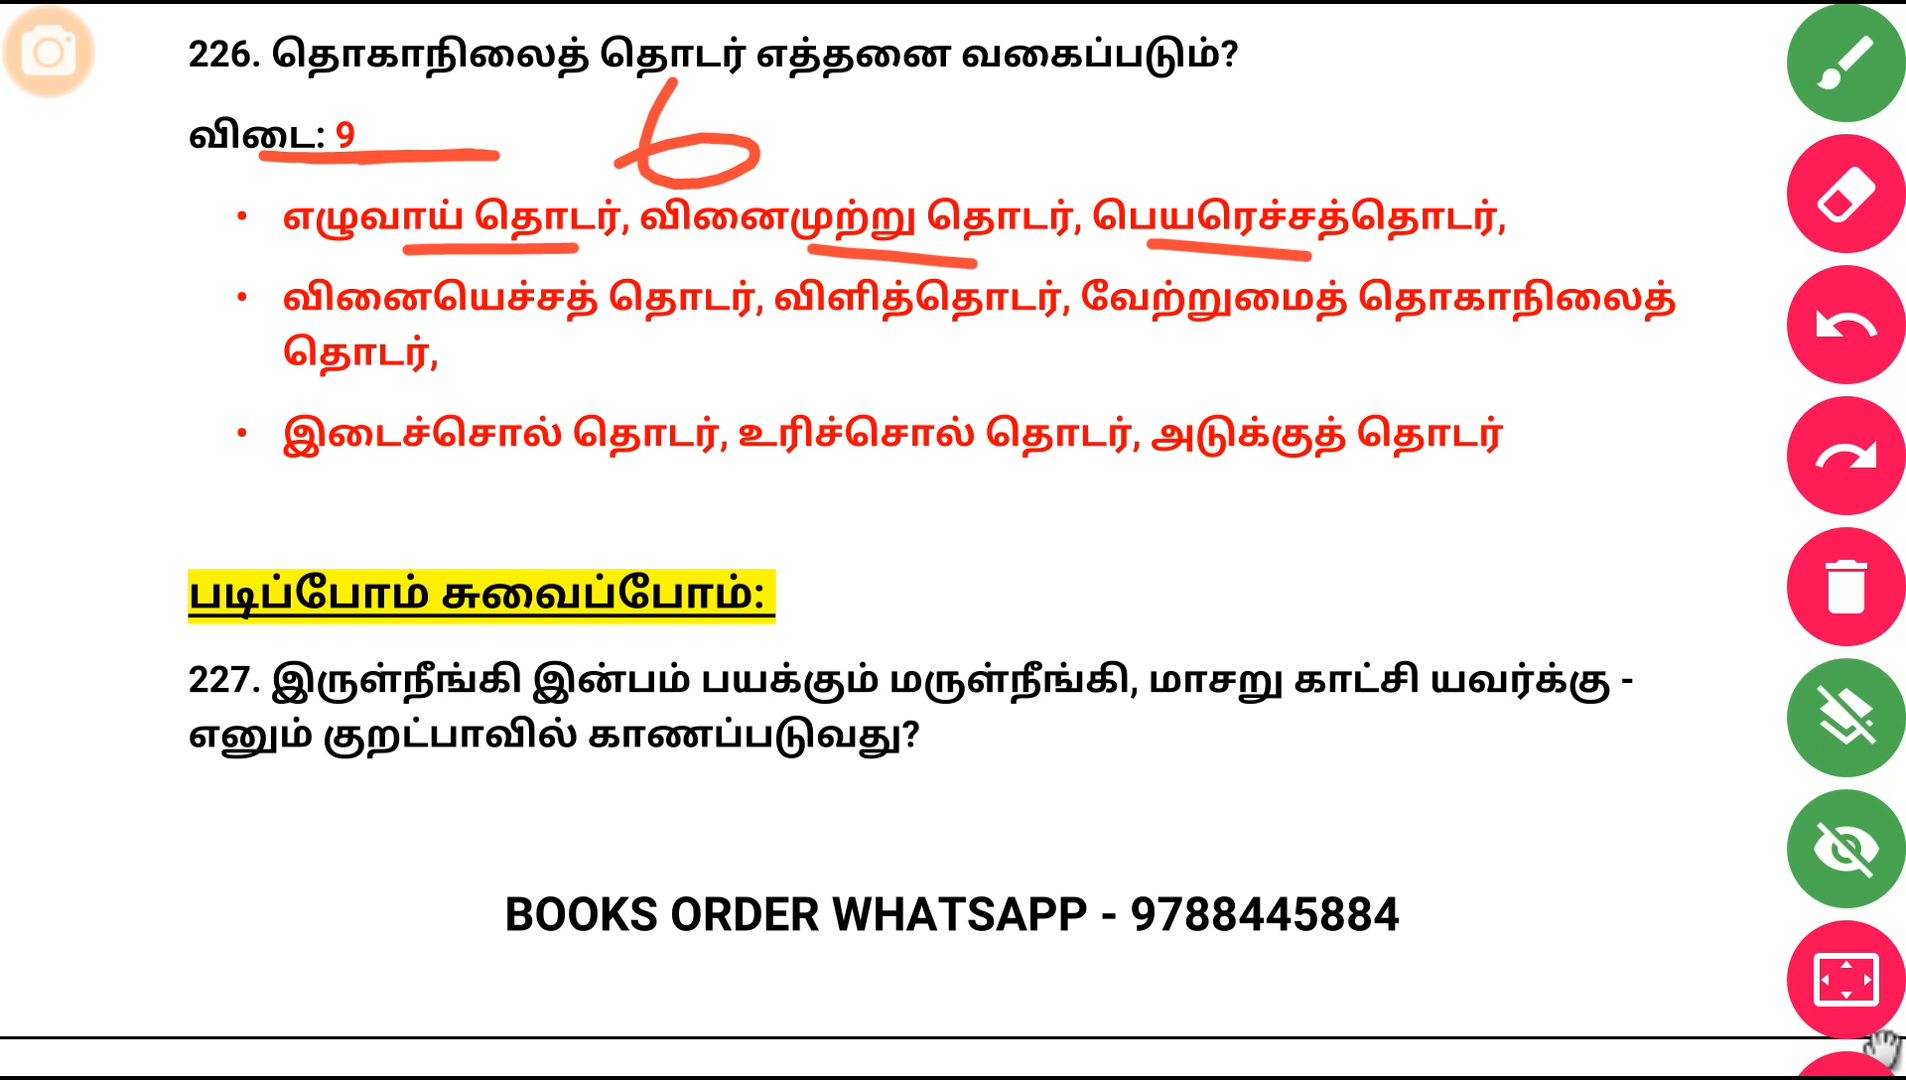 226. தொகாநிலைத் தொடர் எத்தனை வகைப்படும்?
விடை: 9
6
• எழுவாய் தொடர், வினைமுற்று தொடர், பெயரெச்சத்தொடர்,
• வினையெச்சத் தொடர், விளித்தொடர், வேற்றுமைத் தொகாநிலைத்
தொடர்,
• இடைச்சொல் தொடர், உரிச்சொல் தொடர், அடுக்குத் தொடர்
படிப்போம் சுவைப்போம்:
227. இருள்நீங்கி இன்பம் பயக்கும் மருள்நீங்கி, மாசறு காட்சி யவர்க்கு -
எனும் குறட்பாவில் காணப்படுவது?
BOOKS ORDER WHATSAPP - 9788445884